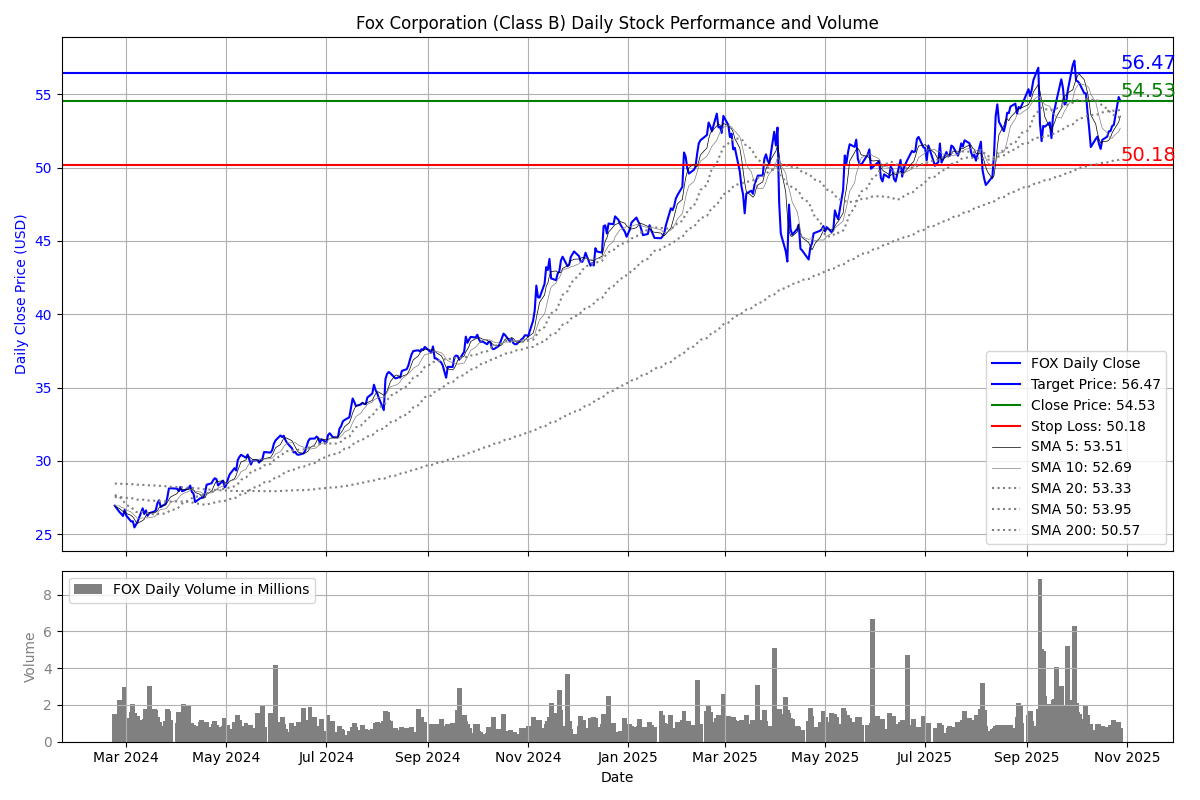 Fox Corporation (Class B) Daily Stock Performance and Volume
Daily Close Price (USD)
55
50
45
40
35
30
25
56.47
54.53
50.18
FOX Daily Close
Target Price: 56.47
Close Price: 54.53
Stop Loss: 50.18
SMA 5: 53.51
SMA 10: 52.69
SMA 20: 53.33
SMA 50: 53.95
SMA 200: 50.57
FOX Daily Volume in Millions
Volume
8
6
4
2
0
Mar 2024 May 2024 Jul 2024 Sep 2024 Nov 2024 Jan 2025 Mar 2025 May 2025 Jul 2025 Sep 2025 Nov 2025
Date